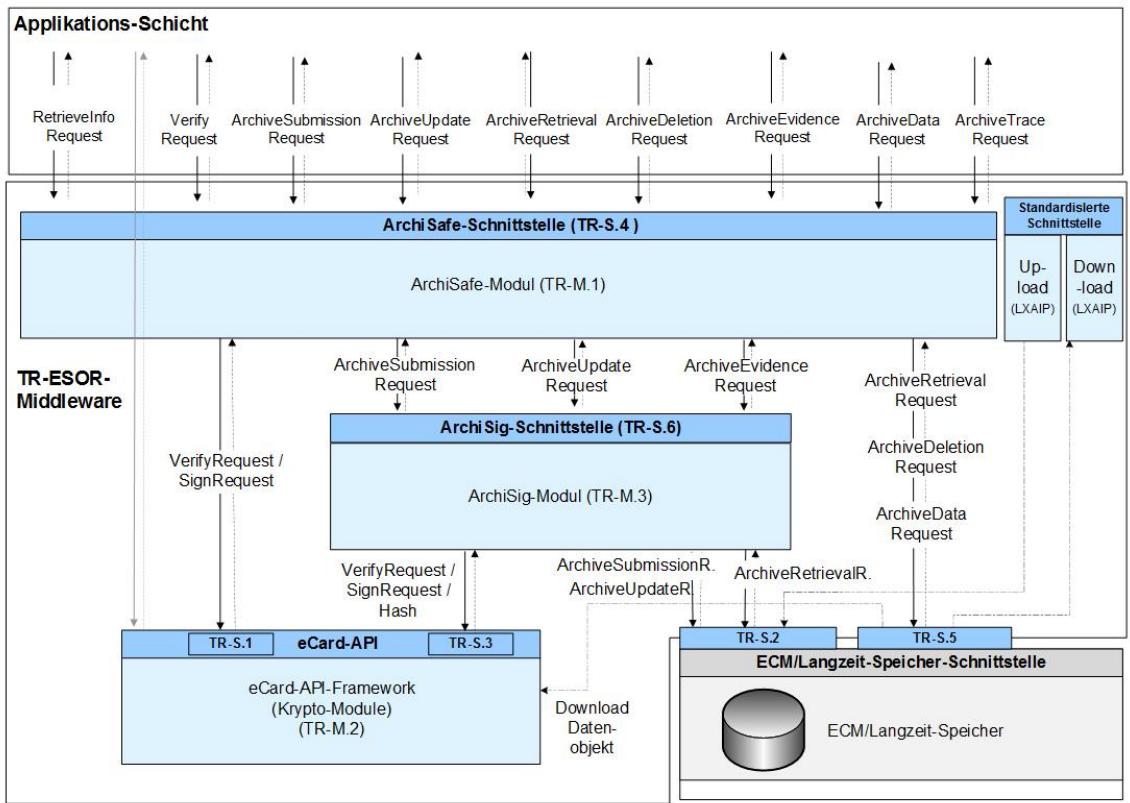 Applikations-Schicht
RetrieveInfo
Request
Verify
Request
ArchiveSubmission
Request
ArchiveUpdate
Request
ArchiveRetrieval
Request
ArchiveDeletion
Request
ArchiveEvidence
Request
ArchiveData
Request
ArchiveTrace
Request
ArchiSafe-Schnittstelle (TR-S.4 )
ArchiSafe-Modul (TR-M.1)
Standardislerte
Schnittstelle
Up-
load
(LXAIP)
Down
-load
(LXAIP)
TR-ESOR-
Middleware
ArchiveSubmission
Request
ArchiveUpdate
Request
ArchiveEvidence
Request
ArchiveRetrieval
Request
ArchiveDeletion
Request
ArchiveData
Request
VerifyRequest /
SignRequest
ArchiSig-Schnittstelle (TR-S.6)
ArchiSig-Modul (TR-M.3)
VerifyRequest /
SignRequest /
Hash
ArchiveSubmissionR.
ArchiveUpdateR.
ArchiveRetrievalR.
TR-S.1
eCard-API
TR-S.3
eCard-API-Framework
(Krypto-Module)
(TR-M.2)
Download
Daten-
objekt
TR-S.2
TR-S.5
ECM/Langzeit-Speicher-Schnittstelle
ECM/Langzeit-Speicher